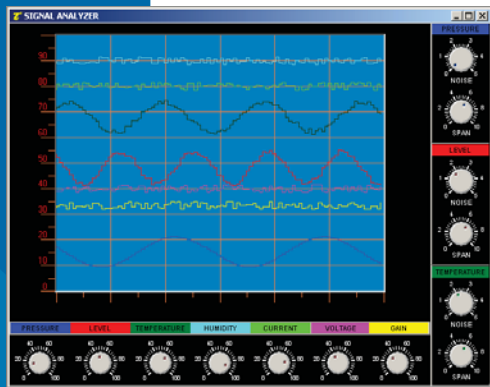 SIGNAL ANALYZER
90
80
70
60
50
40
30
20
10
0
PRESSURE
NOISE
SPAN
LEVEL
NOISE
SPAN
TEMPERATURE
NOISE
SPAN
PRESSURE LEVEL TEMPERATURE HUMIDITY CURRENT VOLTAGE GAIN